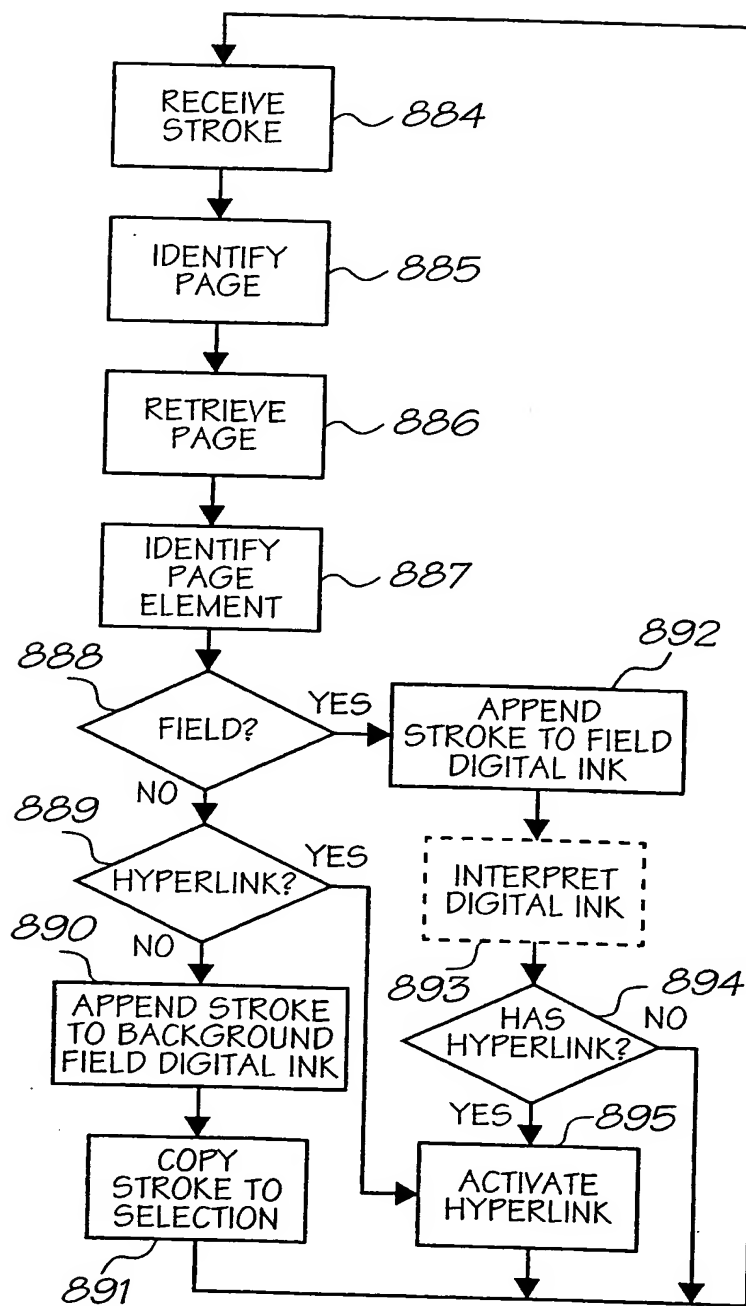 RECEIVE
STROKE
884
IDENTIFY
PAGE
885
RETRIEVE
PAGE
886
IDENTIFY
PAGE
ELEMENT
887
888
FIELD?
YES
NO
892
APPEND
STROKE TO FIELD
DIGITAL INK
889
HYPERLINK?
YES
NO
INTERPRET
DIGITAL INK
893
890
APPEND STROKE
TO BACKGROUND
FIELD DIGITAL INK
894
HAS
HYPERLINK?
NO
YES
895
COPY
STROKE TO
SELECTION
891
ACTIVATE
HYPERLINK